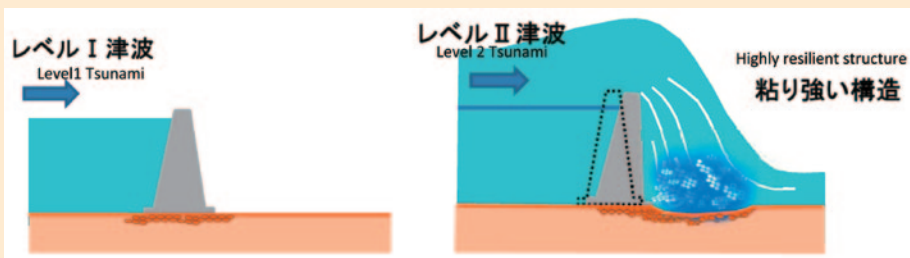 レベルⅠ津波
Level1 Tsunami
レベルⅡ津波
Level 2 Tsunami
Highly resilient structure
粘り強い構造